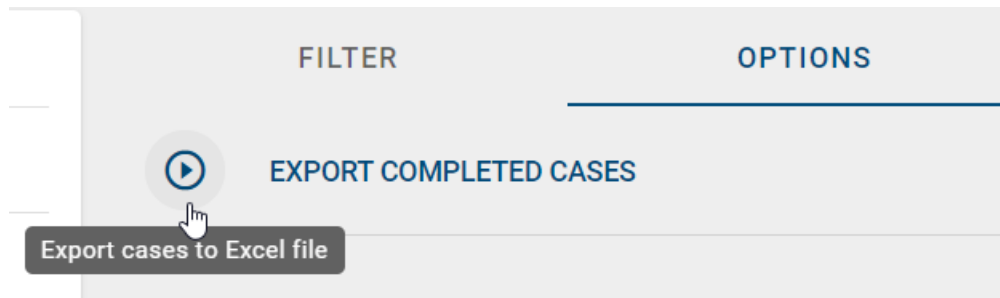 FILTER
OPTIONS
EXPORT COMPLETED CASES
Export cases to Excel file